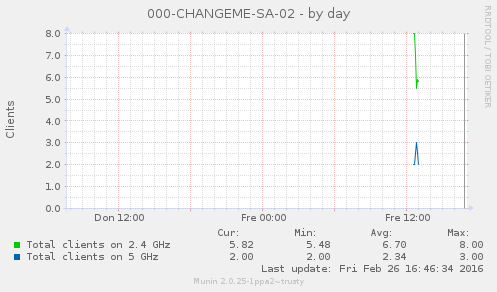 000-CHANGEME-SA-02 - by day
RRDTOOL / TOBI OETIKER
Clients
8.0
7.0
6.0
5.0
4.0
3.0
2.0
1.0
0.0
Don 12:00 Fre 00:00 Fre 12:00
Cur: Min: Avg: Max:
Total clients on 2.4 GHz 5.82 5.48 6.70 8.00
Total clients on 5 GHz 2.00 2.00 2.34 3.00
Last update: Fri Feb 26 16:46:34 2016
Munin 2.0.25-1ppa2~trusty